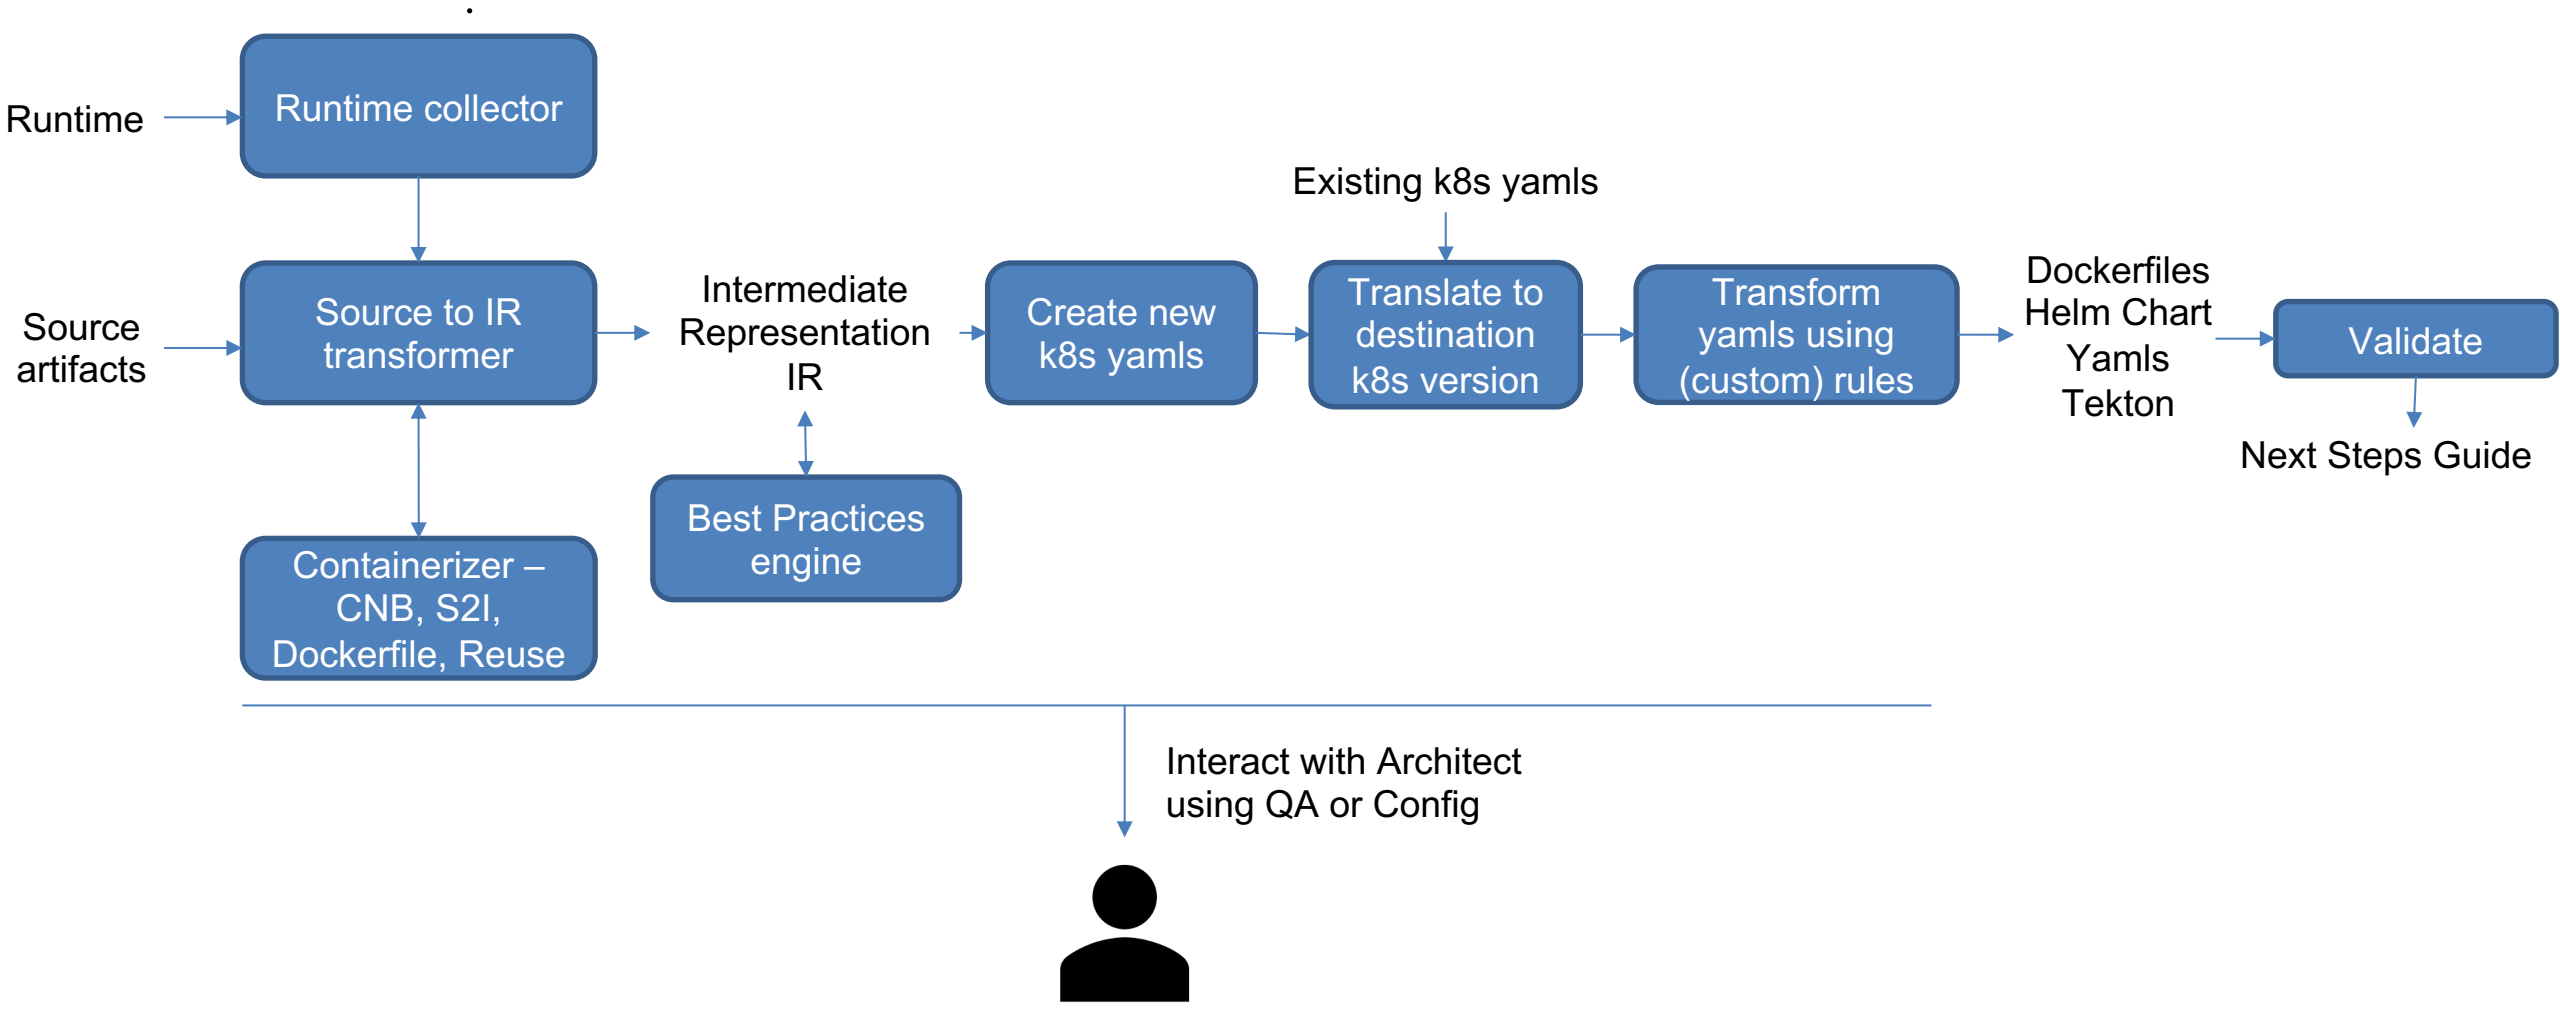 .
Runtime
Runtime collector
Source
artifacts
Source to IR
transformer
Containerizer –
CNB, S2I,
Dockerfile, Reuse
Intermediate
Representation
IR
Best Practices
engine
Create new
k8s yamls
Existing k8s yamls
Translate to
destination
k8s version
Transform
yamls using
(custom) rules
Dockerfiles
Helm Chart
Yamls
Tekton
Validate
Next Steps Guide
Interact with Architect
using QA or Config